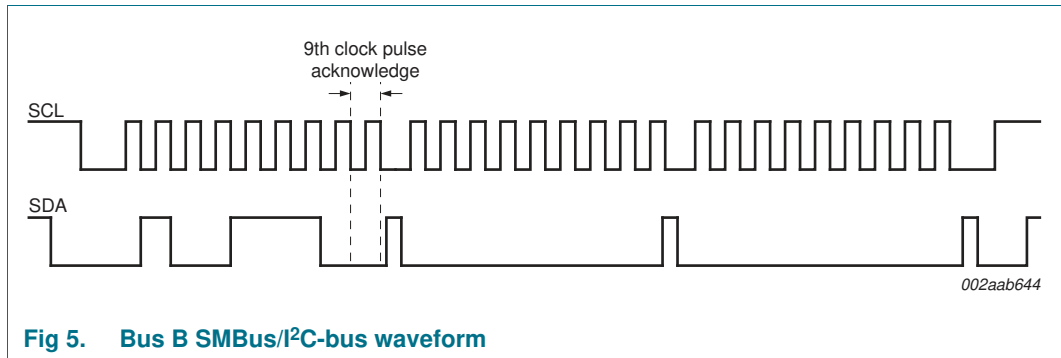 9th clock pulse
acknowledge
SCL
SDA
002aab644
Fig 5. Bus B SMBus/I²C-bus waveform